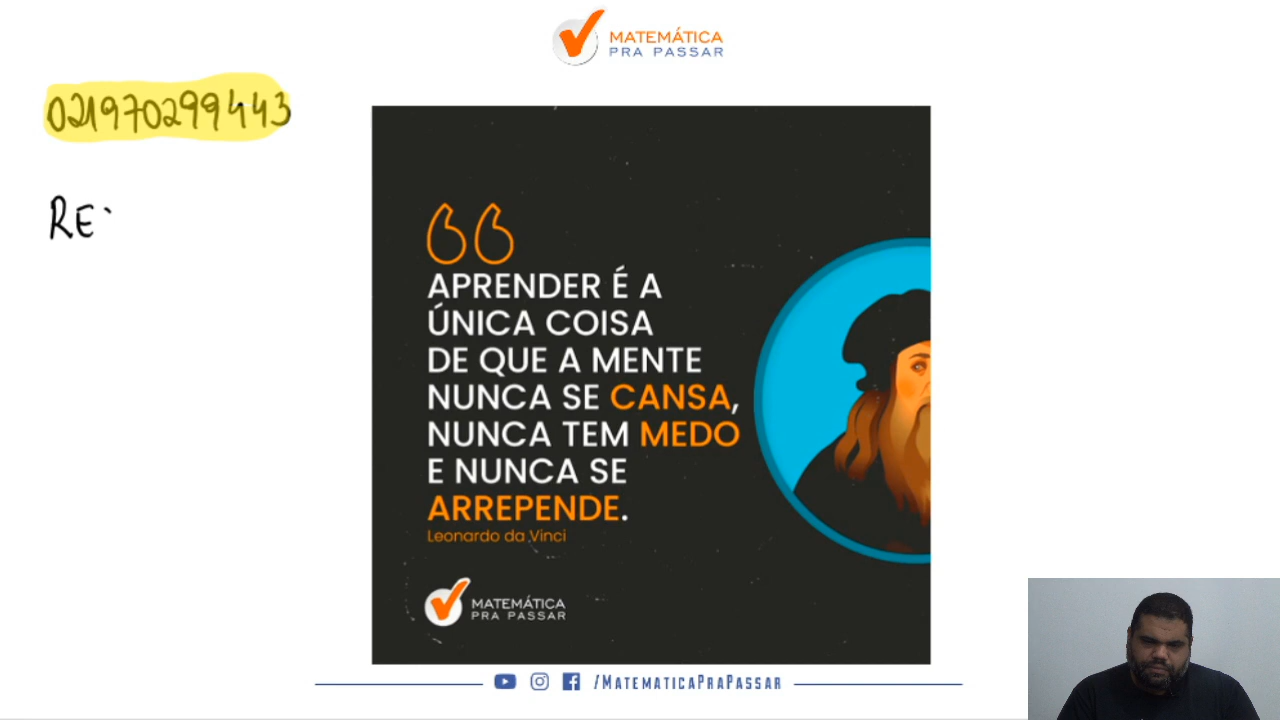 MATEMÁTICA
PRA PASSAR
021970299443
RE
APRENDER É A
ÚNICA COISA
DE QUE A MENTE
NUNCA SE CANSA,
NUNCA TEM MEDO
E NUNCA SE
ARREPENDE.
Leonardo da Vinci
MATEMÁTICA
PRA PASSAR
/MATEMATICAPRAPASSAR